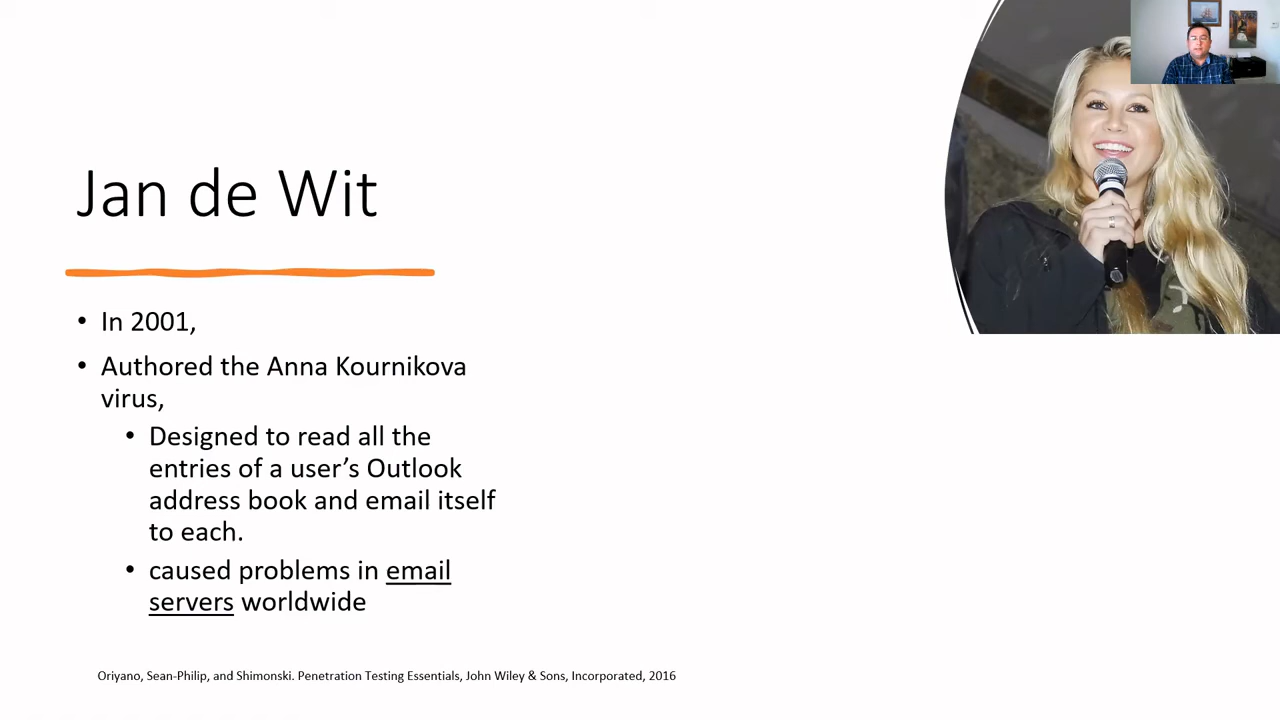 Jan de Wit
• In 2001,
• Authored the Anna Kournikova
virus,
• Designed to read all the
entries of a user’s Outlook
address book and email itself
to each.
• caused problems in email
servers worldwide
Oriyano, Sean-Philip, and Shimonski. Penetration Testing Essentials, John Wiley & Sons, Incorporated, 2016